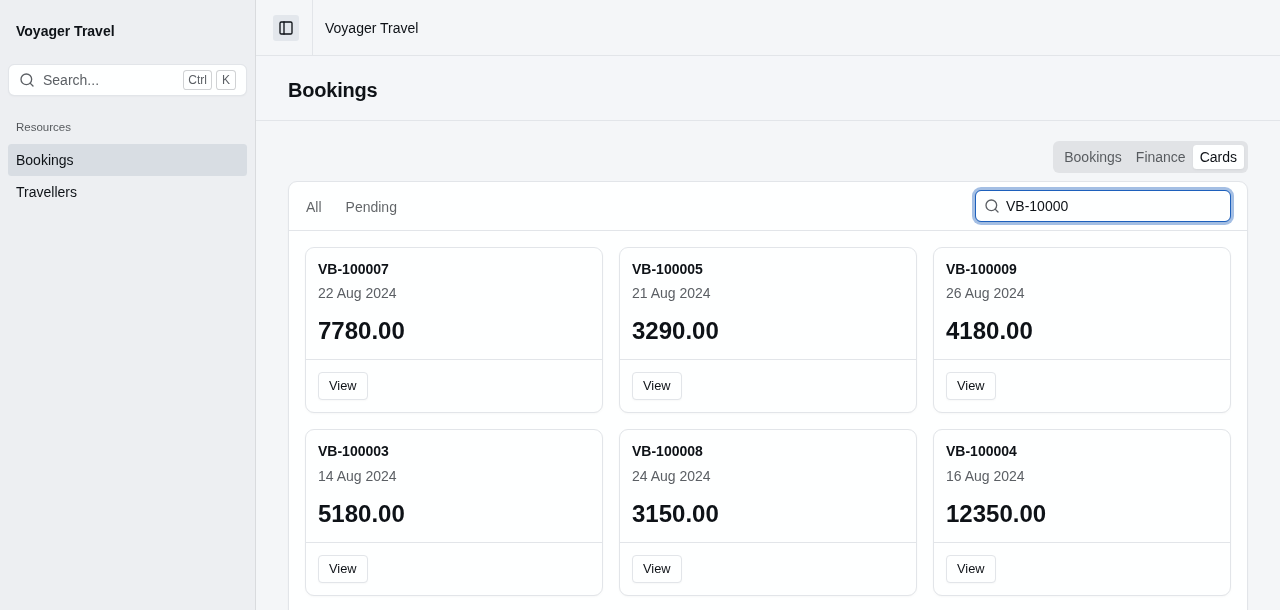 Voyager Travel
Search... Ctrl K
Resources
Bookings
Travellers
Voyager Travel
Bookings
Bookings Finance Cards
All Pending VB-10000
VB-100007
22 Aug 2024
7780.00
View
VB-100005
21 Aug 2024
3290.00
View
VB-100009
26 Aug 2024
4180.00
View
VB-100003
14 Aug 2024
5180.00
View
VB-100008
24 Aug 2024
3150.00
View
VB-100004
16 Aug 2024
12350.00
View